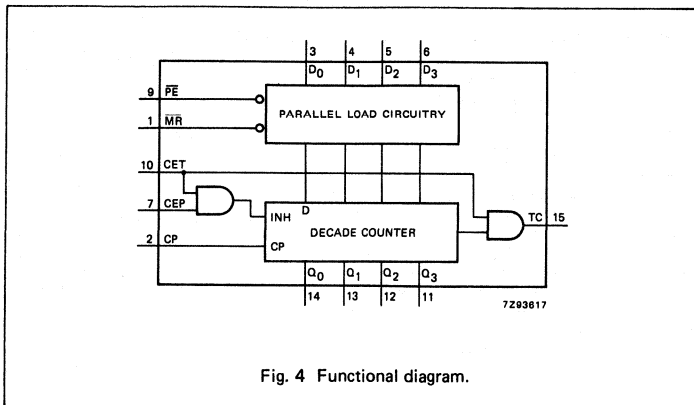 3 4 5 6
D0 D1 D2 D3
9 PE
PARALLEL LOAD CIRCUITRY
1 MR
10 CET
7 CEP
INH
D
DECADE COUNTER
TC 15
2 CP
CP
Q0 Q1 Q2 Q3
14 13 12 11
7Z93617
Fig. 4 Functional diagram.